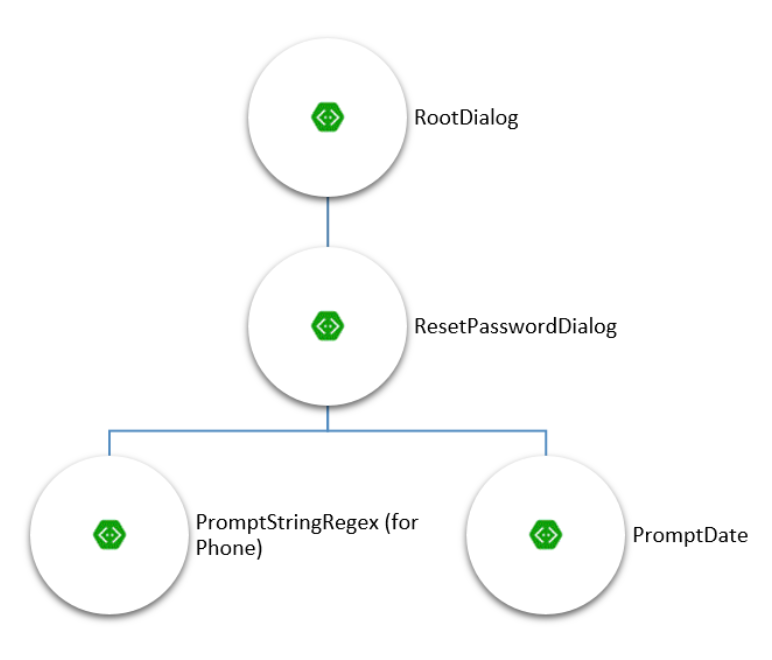 RootDialog
ResetPasswordDialog
PromptStringRegex (for
Phone)
PromptDate